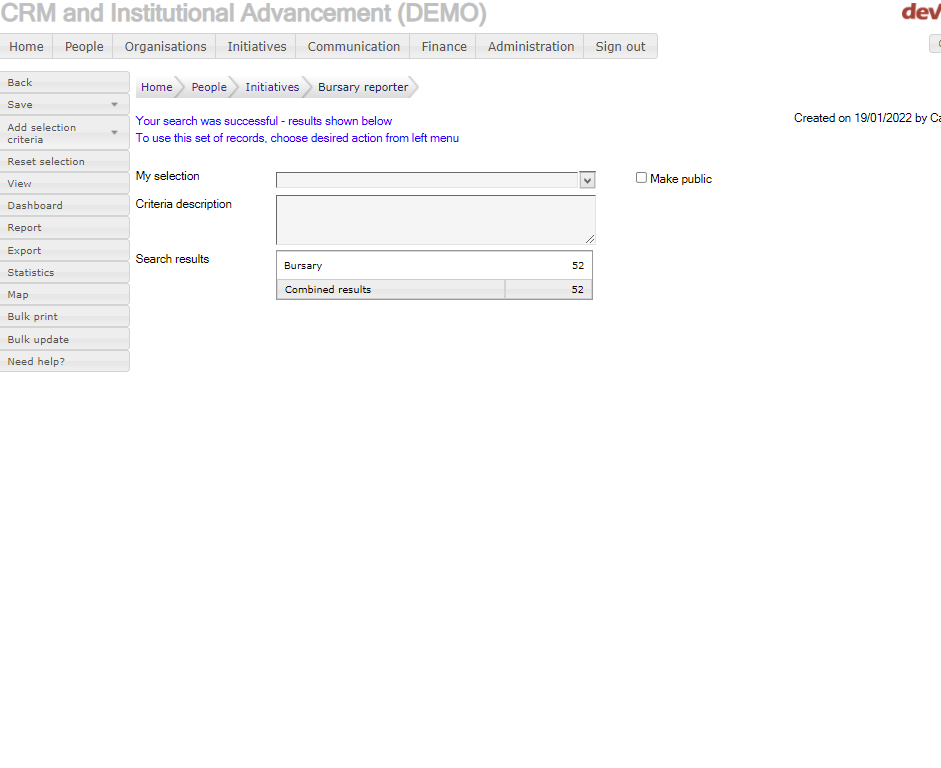 CRM and Institutional Advancement (DEMO)
dev
Home People Organisations Initiatives Communication Finance Administration Sign out
Back
Save
Add selection
criteria
Reset selection
View
Dashboard
Report
Export
Statistics
Map
Bulk print
Bulk update
Need help?
Home People Initiatives Bursary reporter
Your search was successful - results shown below
To use this set of records, choose desired action from left menu
Created on 19/01/2022 by Ca
My selection
Make public
Criteria description
Search results
Bursary 52
Combined results 52